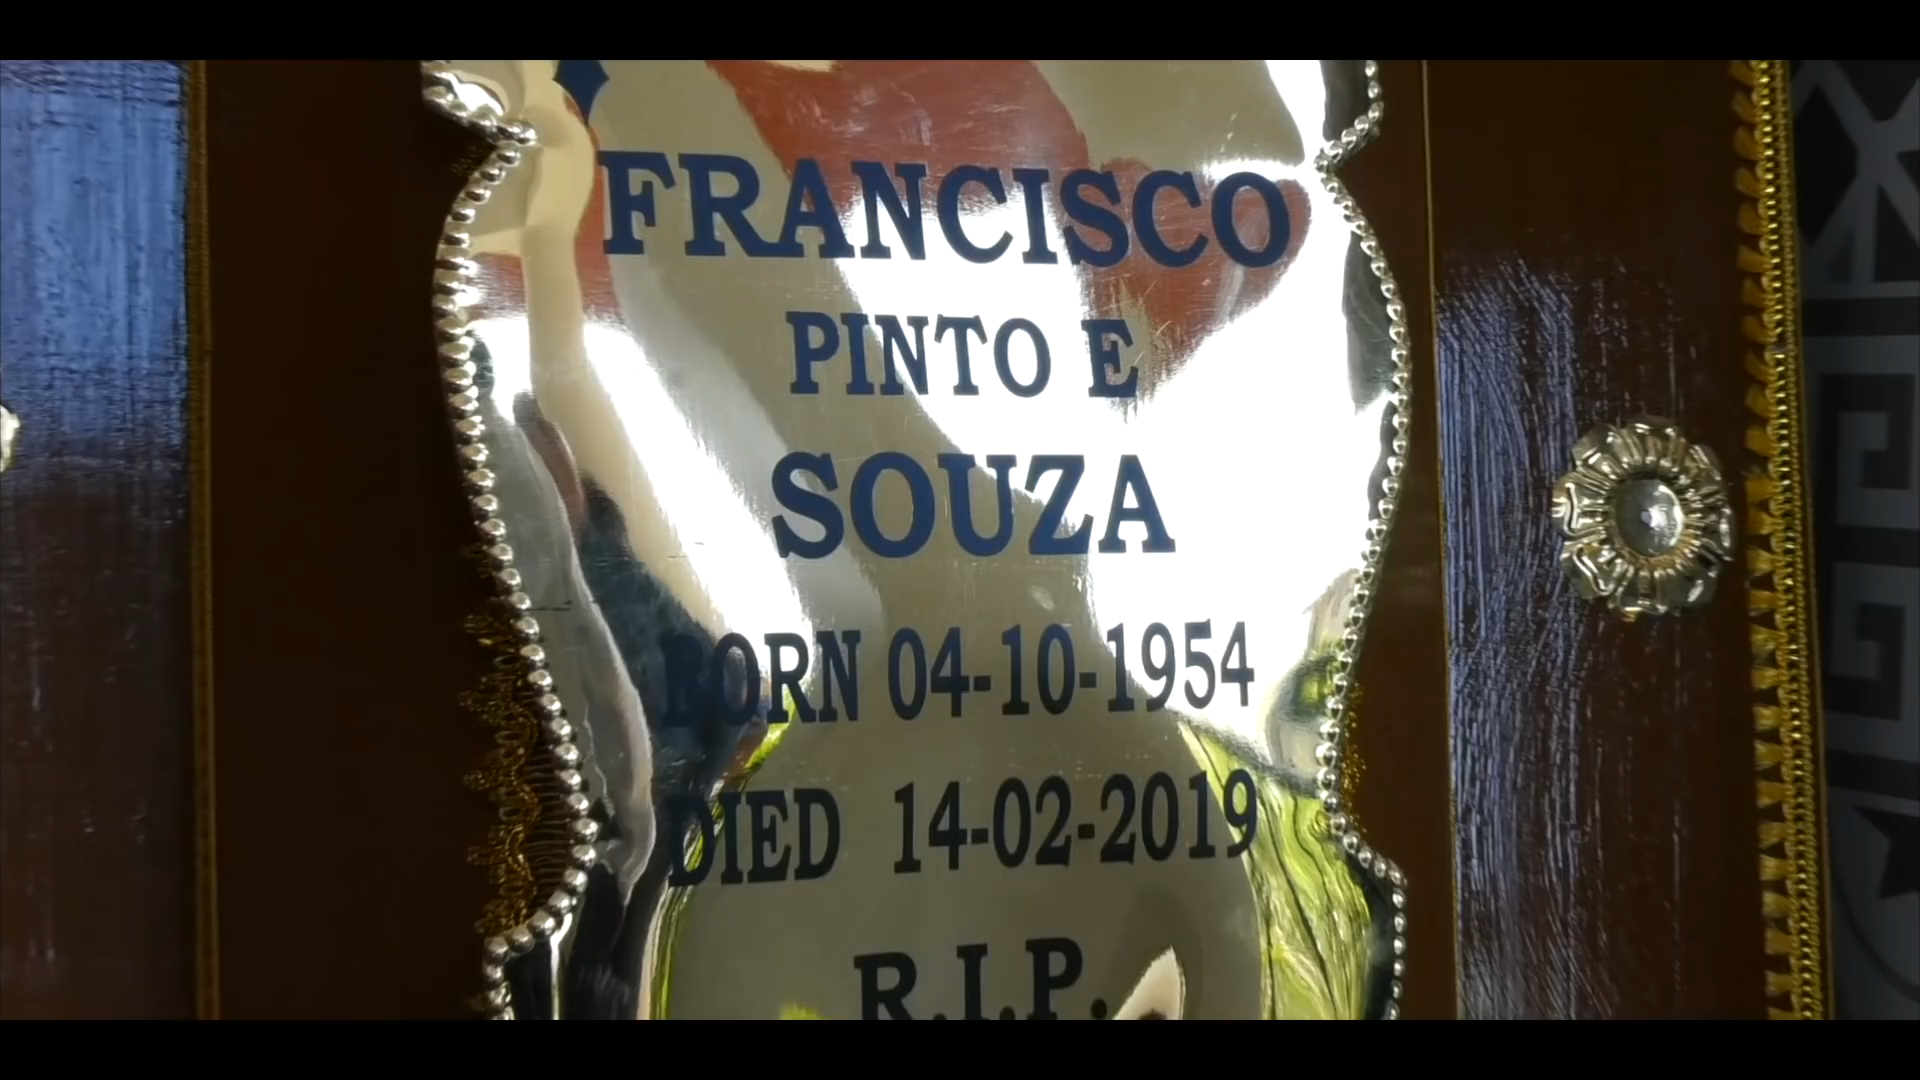 FRANCISCO
PINTO E
SOUZA
BORN 04-10-1954
DIED 14-02-2019
R.I.P.